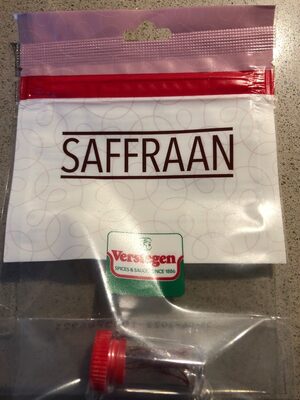 SAFFRAAN
Verstegen
SPICES & SAUCES SINCE 1886